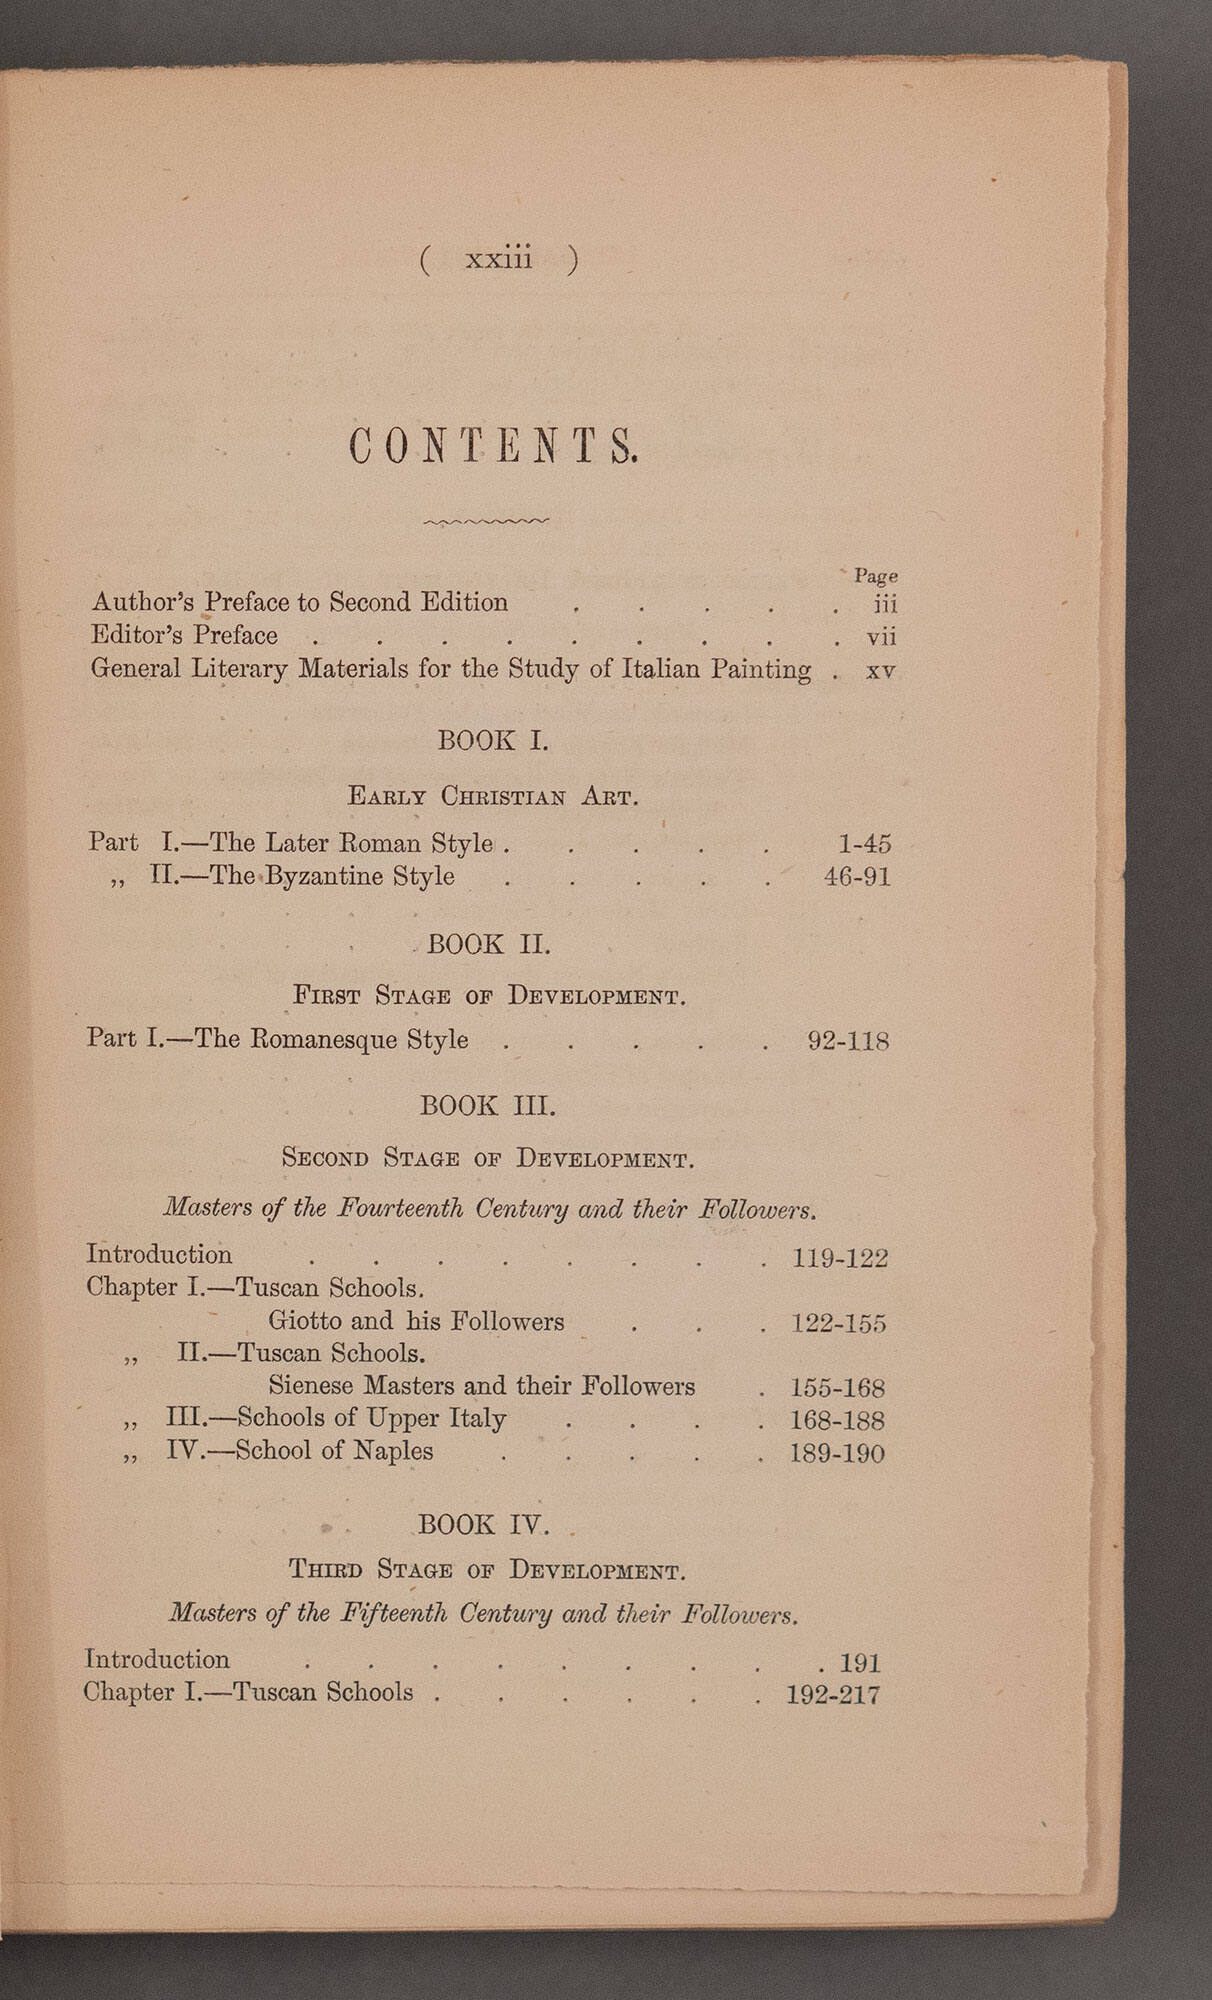 ( xxiii )
CONTENTS.
Page
Author's Preface to Second Edition . . . . . iii
Editor's Preface . . . . . . . . . vii
General Literary Materials for the Study of Italian Painting . xv
BOOK I.
EARLY CHRISTIAN ART.
Part I.—The Later Roman Style . . . . . 1-45
„ II.—The Byzantine Style . . . . . 46-91
BOOK II.
FIRST STAGE OF DEVELOPMENT.
Part I.—The Romanesque Style . . . . . 92-118
BOOK III.
SECOND STAGE OF DEVELOPMENT.
Masters of the Fourteenth Century and their Followers.
Introduction . . . . . . . . 119-122
Chapter I.—Tuscan Schools.
Giotto and his Followers . . . 122-155
„ II.—Tuscan Schools.
Sienese Masters and their Followers . 155-168
„ III.—Schools of Upper Italy . . . . 168-188
„ IV.—School of Naples . . . . . 189-190
BOOK IV.
THIRD STAGE OF DEVELOPMENT.
Masters of the Fifteenth Century and their Followers.
Introduction . . . . . . . . . 191
Chapter I.—Tuscan Schools . . . . . . 192-217